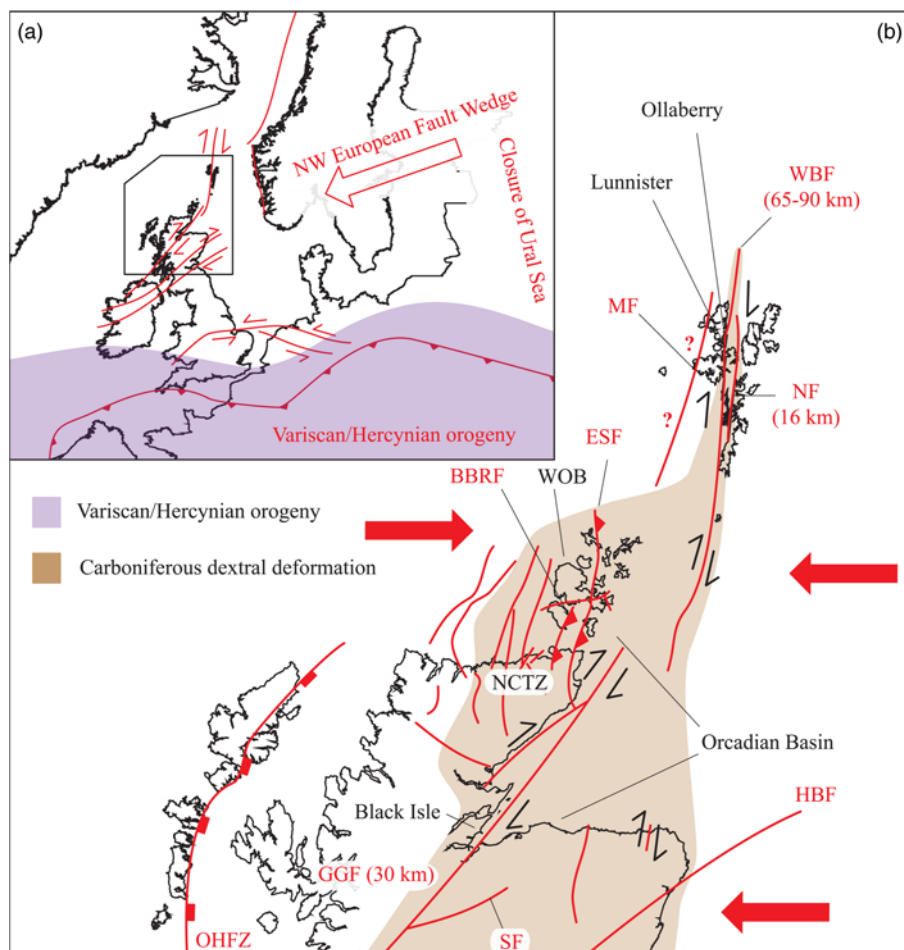 (a)
(b)
NW European Fault Wedge
Closure of Ural Sea
Variscan/Hercynian orogeny
Variscan/Hercynian orogeny
Carboniferous dextral deformation
Ollaberry
Lunnister
WBF
(65-90 km)
MF
?
?
NF
(16 km)
ESF
BBRF
WOB
NCTZ
Orcadian Basin
Black Isle
HBF
GGF (30 km)
OHFZ
SF